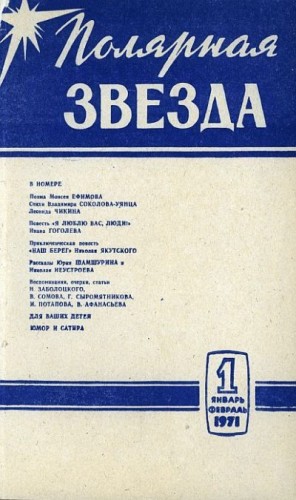 Полярная
ЗВЕЗДА
В НОМЕРЕ
Поэма Моисея ЕФИМОВА
Стихи Владимира СОКОЛОВА-УЯНЦА
Леонида ЧИКИНА
Повесть «Я ЛЮБЛЮ ВАС, ЛЮДИ!»
Ивана ГОГОЛЕВА
Приключенческая повесть
«НАШ БЕРЕГ» Николая ЯКУТСКОГО
Рассказы Юрия ШАМШУРИНА и
Николая НЕУСТРОЕВА
Воспоминания, очерки, статьи
Н. ЗАБОЛОЦКОГО,
В. СОМОВА, Г. СЫРОМЯТНИКОВА,
И. ПОТАПОВА, В. АФАНАСЬЕВА
ДЛЯ ВАШИХ ДЕТЕЙ
ЮМОР И САТИРА
1
ЯНВАРЬ
ФЕВРАЛЬ
1971